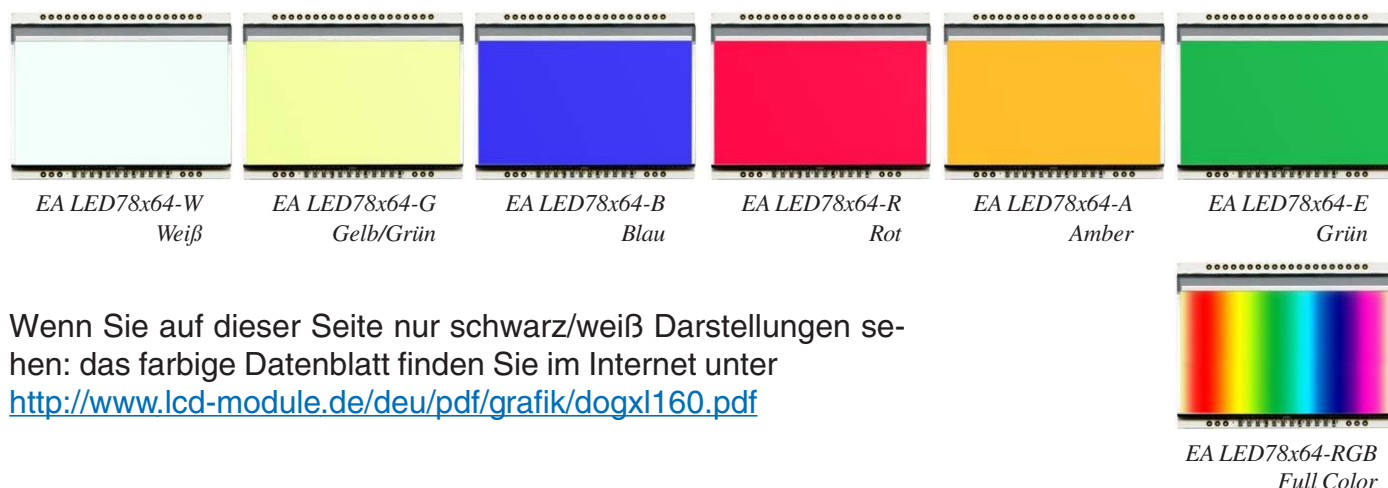 EA LED78x64-W
Weiß
EA LED78x64-G
Gelb/Grün
EA LED78x64-B
Blau
EA LED78x64-R
Rot
EA LED78x64-A
Amber
EA LED78x64-E
Grün
Wenn Sie auf dieser Seite nur schwarz/weiß Darstellungen se-
hen: das farbige Datenblatt finden Sie im Internet unter
http://www.lcd-module.de/deu/pdf/grafik/dogxl160.pdf
EA LED78x64-RGB
Full Color